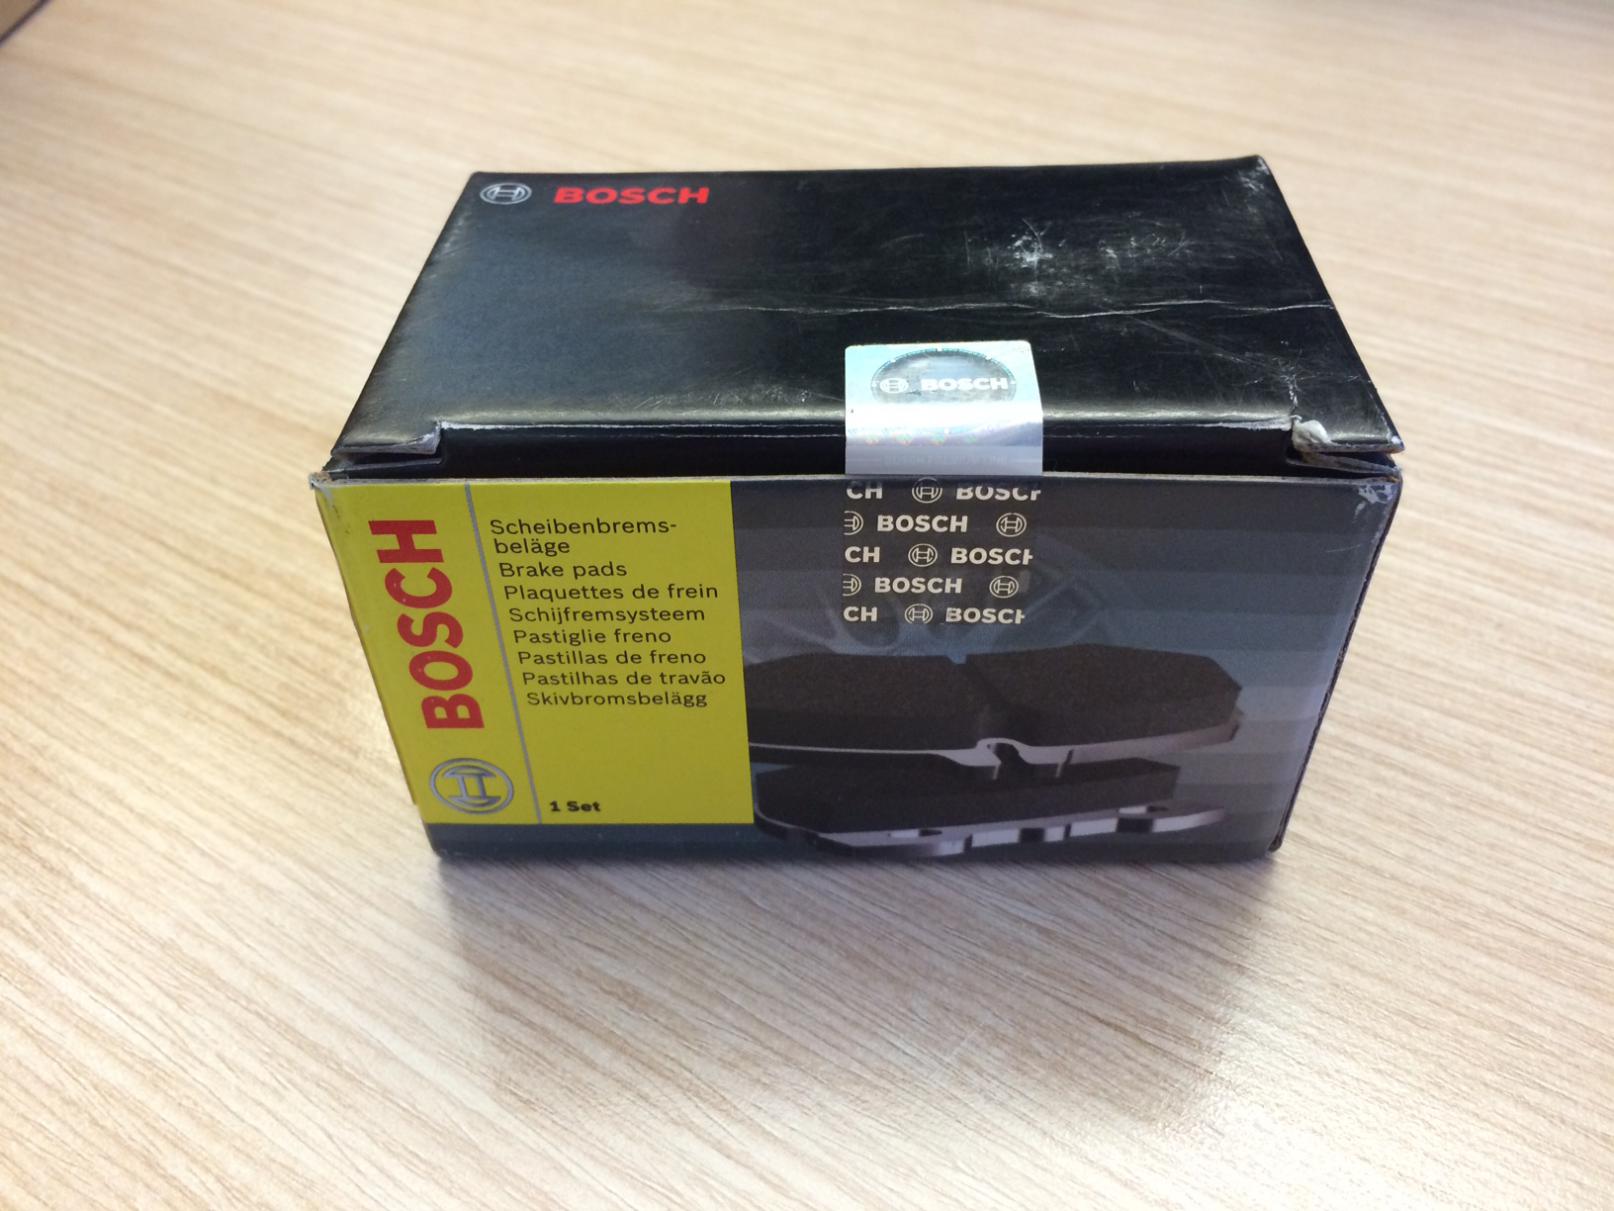 BOSCH
BOSCH
CH BOSCH
BOSCH
CH BOSCH
BOSCH
CH BOSCH
BOSCH
Scheibenbrems-
beläge
Brake pads
Plaquettes de frein
Schijfremsysteem
Pastiglie freno
Pastillas de freno
Pastilhas de travão
Skivbromsbelägg
1 Set